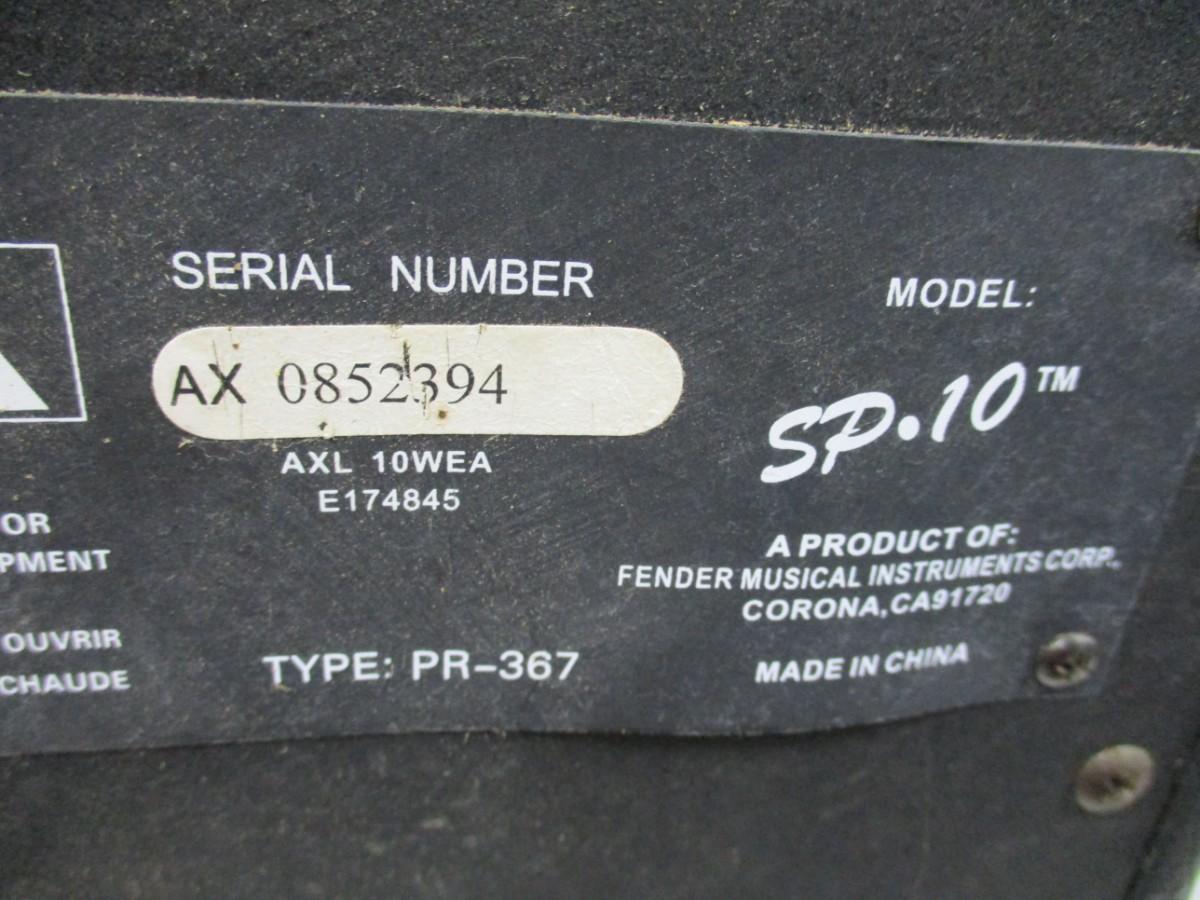 SERIAL NUMBER
AX 0852394
AXL 10WEA
E174845
MODEL:
SP.10™
A PRODUCT OF:
FENDER MUSICAL INSTRUMENTS CORP.,
CORONA,CA91720
MADE IN CHINA
TYPE: PR-367
OR
PMENT
OUVRIR
CHAUDE